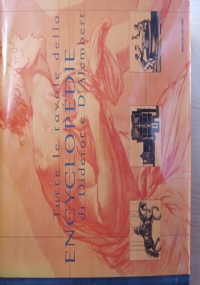 Tutte le tavole della
ENCYCLOPÉDIE
di Diderot e D'Alembert